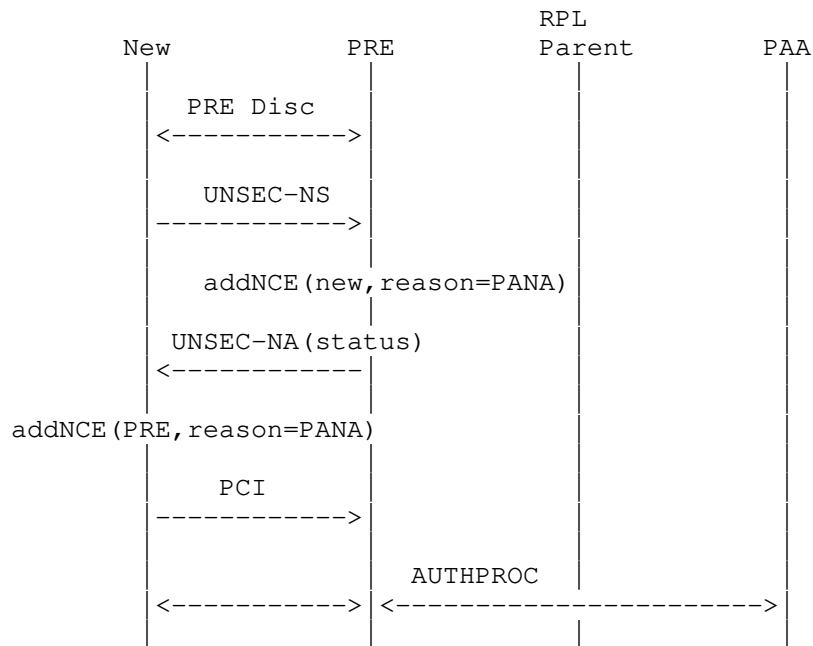 RPL
New PRE Parent PAA
PRE Disc
UNSEC-NS
addNCE(new,reason=PANA)
UNSEC-NA(status)
addNCE(PRE,reason=PANA)
PCI
AUTHPROC